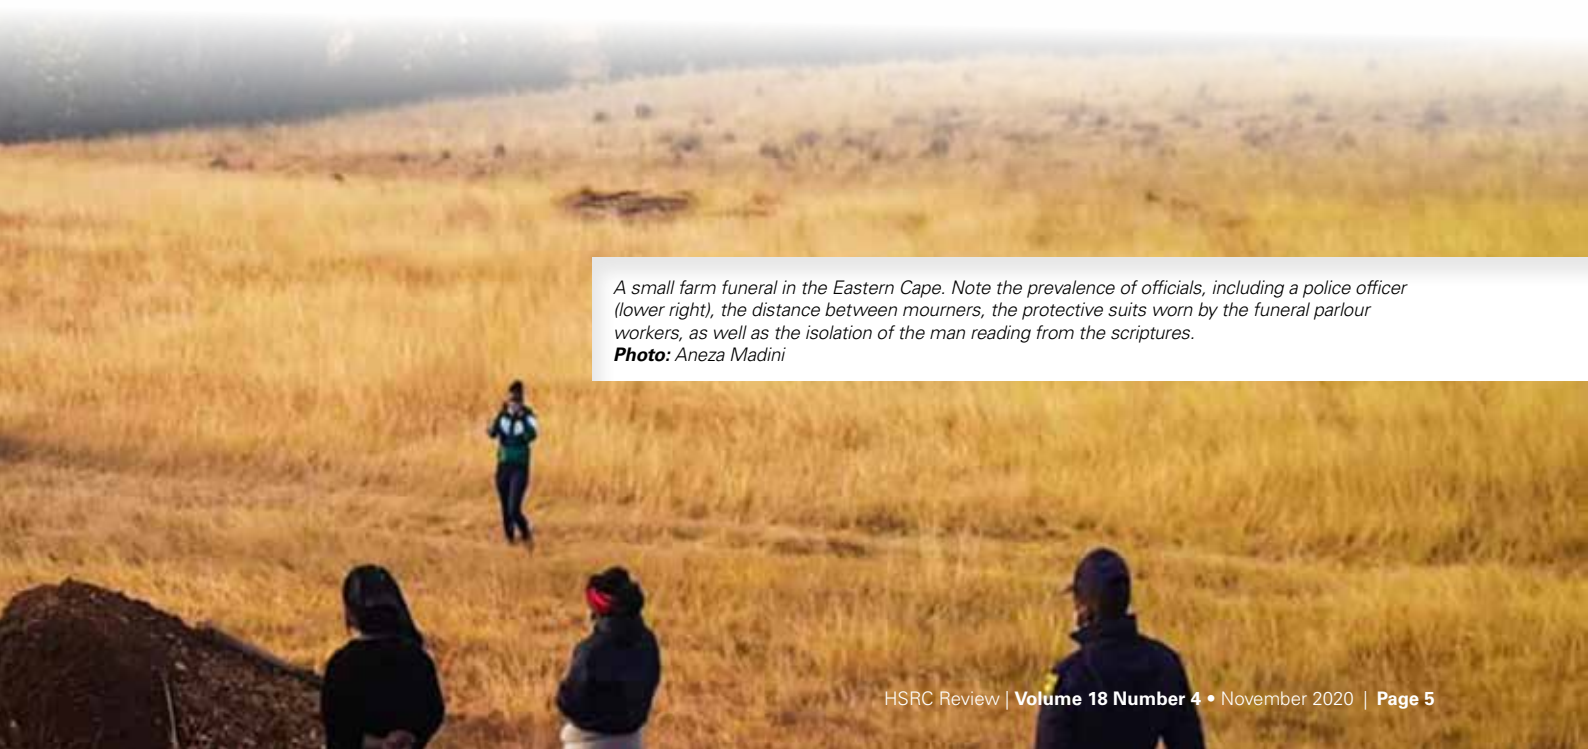 A small farm funeral in the Eastern Cape. Note the prevalence of officials, including a police officer
(lower right), the distance between mourners, the protective suits worn by the funeral parlour
workers, as well as the isolation of the man reading from the scriptures.
Photo: Aneza Madini
HSRC Review | Volume 18 Number 4 • November 2020 | Page 5